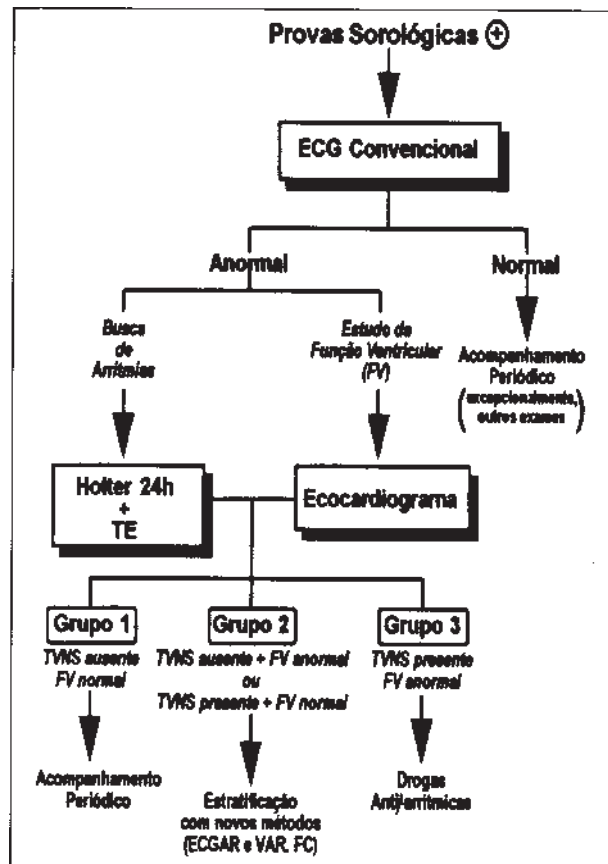 Provas Sorológicas +
ECG Convencional
Anormal
Normal
Busca
de
Arritmias
Estudo de
Função Ventricular
(FV)
Acompanhamento
Periódico
(excepcionalmente,
outros exames)
Holter 24h
+
TE
Ecocardiograma
Grupo 1
TVNS ausente
FV normal
Grupo 2
TVNS ausente + FV anormal
ou
TVNS presente + FV normal
Grupo 3
TVNS presente
FV anormal
Acompanhamento
Periódico
Estratificação
com novos métodos
(ECGAR e VAR. FC)
Drogas
Anti-arrítmicas